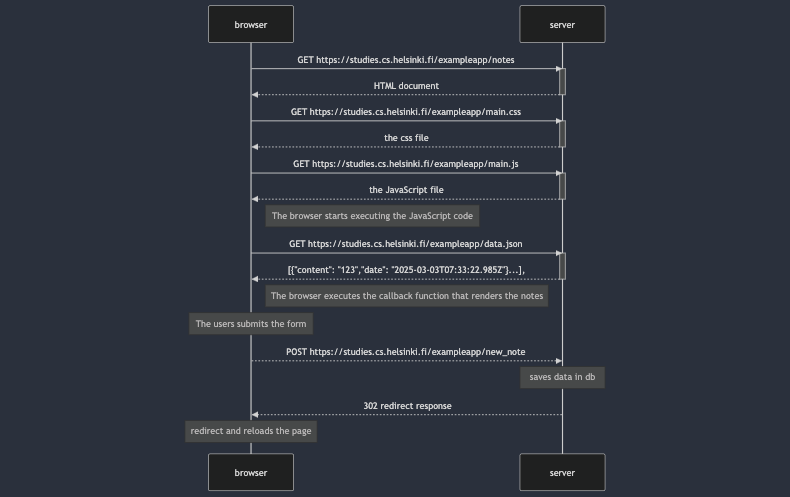 browser
server
GET https://studies.cs.helsinki.fi/exampleapp/notes
HTML document
GET https://studies.cs.helsinki.fi/exampleapp/main.css
the css file
GET https://studies.cs.helsinki.fi/exampleapp/main.js
the JavaScript file
The browser starts executing the JavaScript code
GET https://studies.cs.helsinki.fi/exampleapp/data.json
[{"content": "123","date": "2025-03-03T07:33:22.985Z"}...],
The browser executes the callback function that renders the notes
The users submits the form
POST https://studies.cs.helsinki.fi/exampleapp/new_note
saves data in db
302 redirect response
redirect and reloads the page
browser
server